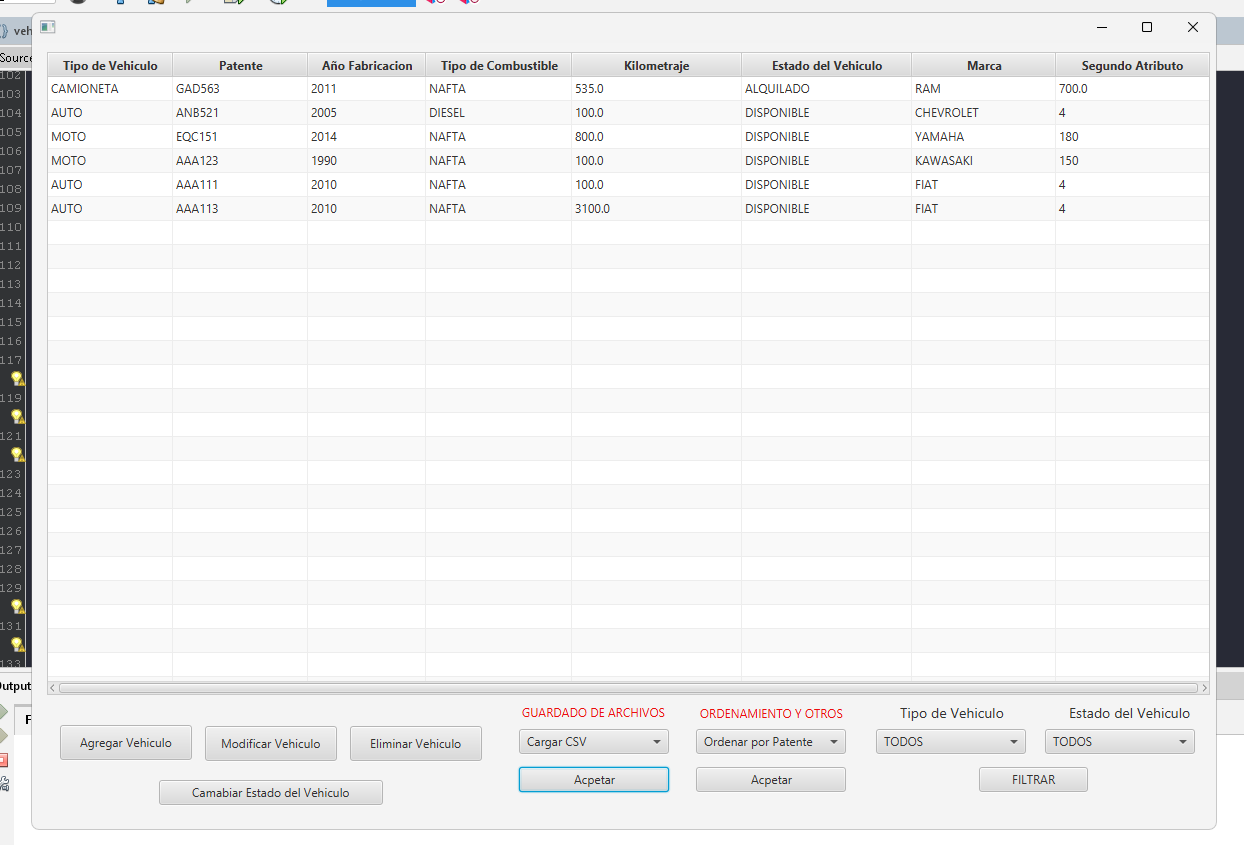 veh
Source
Tipo de Vehiculo Patente Año Fabricacion Tipo de Combustible Kilometraje Estado del Vehiculo Marca Segundo Atributo
CAMIONETA GAD563 2011 NAFTA 535.0 ALQUILADO RAM 700.0
AUTO ANB521 2005 DIESEL 100.0 DISPONIBLE CHEVROLET 4
MOTO EQC151 2014 NAFTA 800.0 DISPONIBLE YAMAHA 180
MOTO AAA123 1990 NAFTA 100.0 DISPONIBLE KAWASAKI 150
AUTO AAA111 2010 NAFTA 100.0 DISPONIBLE FIAT 4
AUTO AAA113 2010 NAFTA 3100.0 DISPONIBLE FIAT 4
102
103
104
105
106
107
108
109
110
111
112
113
114
115
116
117
119
121
123
124
125
126
127
128
129
131
133
Output
F
GUARDADO DE ARCHIVOS ORDENAMIENTO Y OTROS Tipo de Vehiculo Estado del Vehiculo
Agregar Vehiculo Modificar Vehiculo Eliminar Vehiculo Cargar CSV Ordenar por Patente TODOS TODOS
Camabiar Estado del Vehiculo Acpetar Acpetar FILTRAR